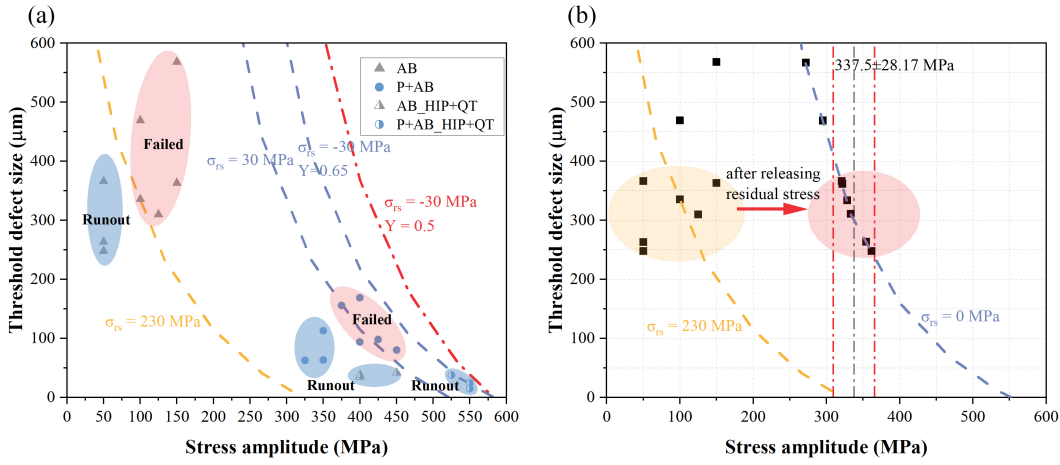 (a)
Threshold defect size (μm)
600
500
400
300
200
100
0
0 50 100 150 200 250 300 350 400 450 500 550 600
Stress amplitude (MPa)
AB
P+AB
AB_HIP+QT
P+AB_HIP+QT
Failed
Runout
σrs = 30 MPa
σrs = -30 MPa
Y=0.65
σrs = -30 MPa
Y = 0.5
σrs = 230 MPa
Failed
Runout
Runout
(b)
Threshold defect size (μm)
600
500
400
300
200
100
0
0 100 200 300 400 500 600
Stress amplitude (MPa)
337.5±28.17 MPa
after releasing
residual stress
σrs = 230 MPa
σrs = 0 MPa